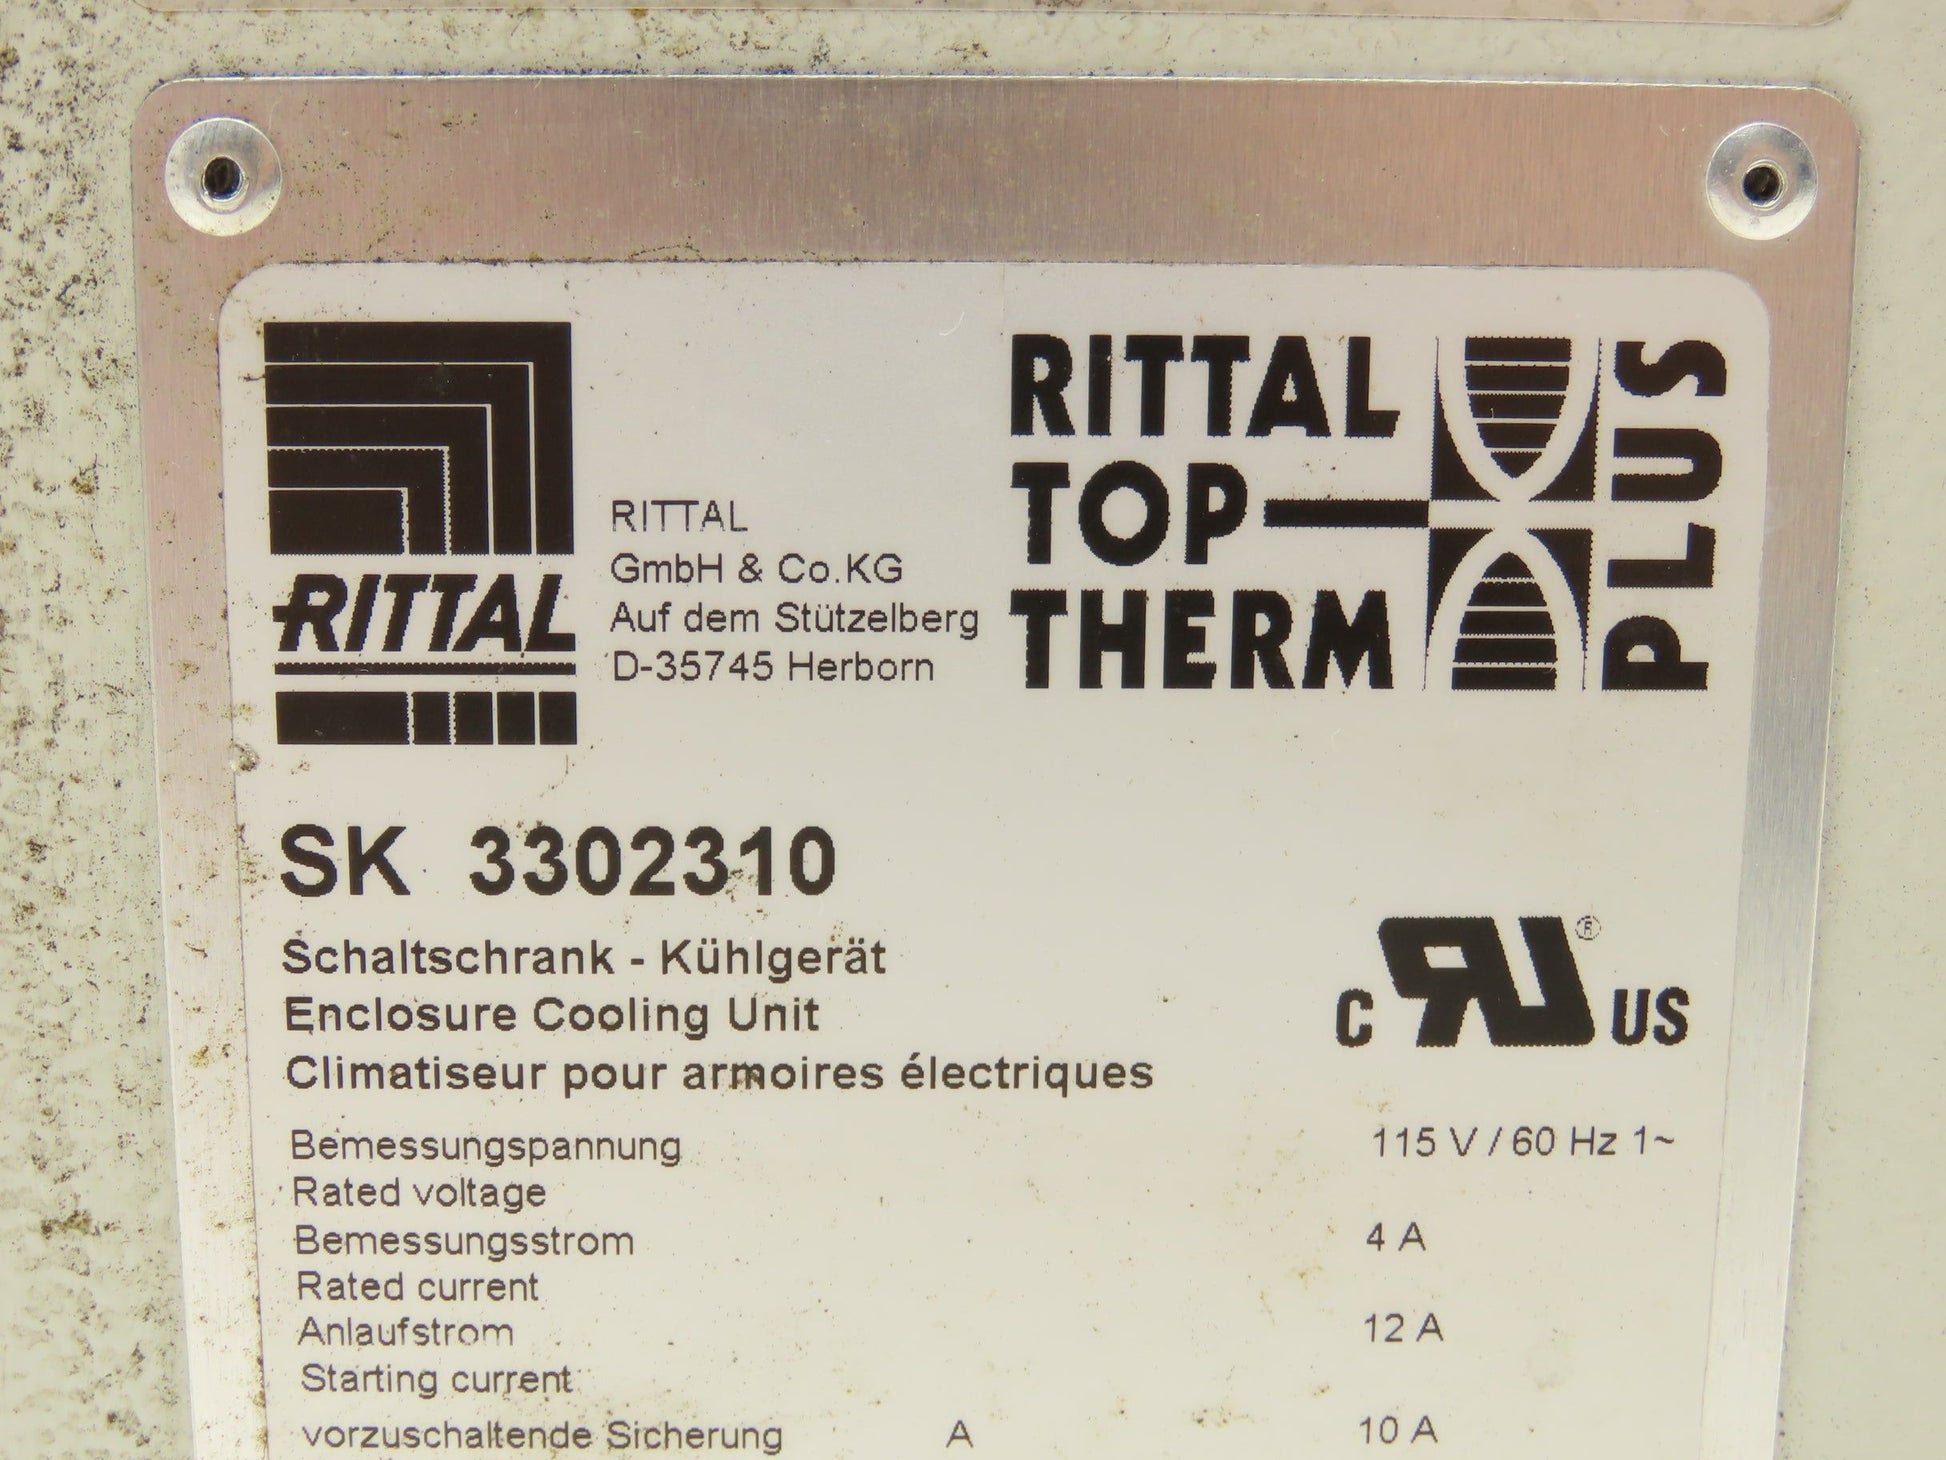 RITTAL
RITTAL
GmbH & Co.KG
Auf dem Stützelberg
D-35745 Herborn
RITTAL
TOP
THERM
PLUS
SK 3302310
Schaltschrank - Kühlgerät
Enclosure Cooling Unit
Climatiseur pour armoires électriques
C RU ® US
Bemessungspannung 115 V / 60 Hz 1~
Rated voltage
Bemessungsstrom 4 A
Rated current
Anlaufstrom 12 A
Starting current
vorzuschaltende Sicherung A 10 A